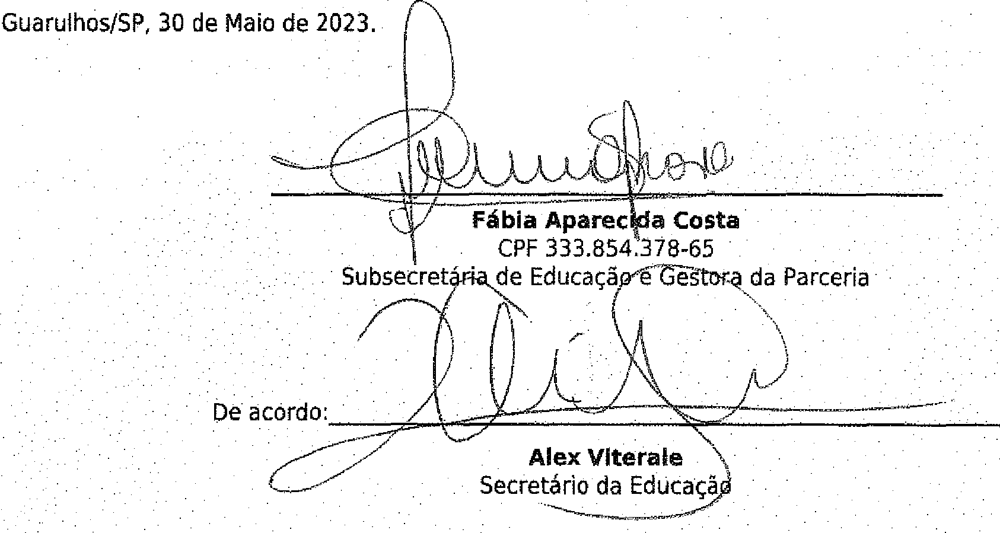 Guarulhos/SP, 30 de Maio de 2023.
Fábia Aparecida Costa
CPF 333.854.378-65
Subsecretária de Educação e Gestora da Parceria
De acordo:
Alex Viterale
Secretário da Educação